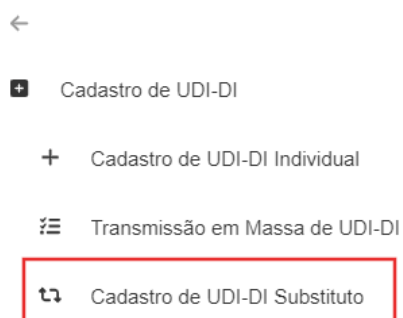 Cadastro de UDI-DI
Cadastro de UDI-DI Individual
Transmissão em Massa de UDI-DI
Cadastro de UDI-DI Substituto